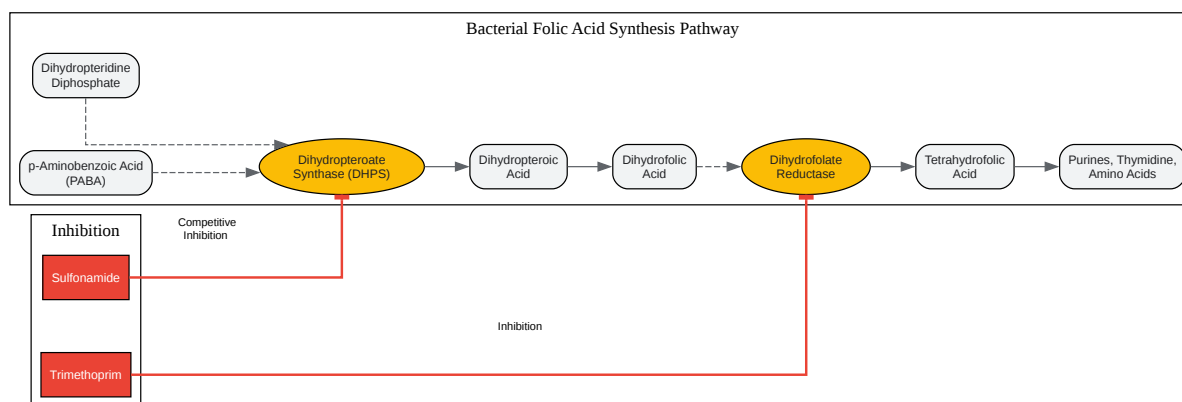 Bacterial Folic Acid Synthesis Pathway
Dihydropteridine
Diphosphate
p-Aminobenzoic Acid
(PABA)
Dihydropteroate
Synthase (DHPS)
Dihydropteroic
Acid
Dihydrofolic
Acid
Dihydrofolate
Reductase
Tetrahydrofolic
Acid
Purines, Thymidine,
Amino Acids
Inhibition
Competitive
Inhibition
Sulfonamide
Inhibition
Trimethoprim